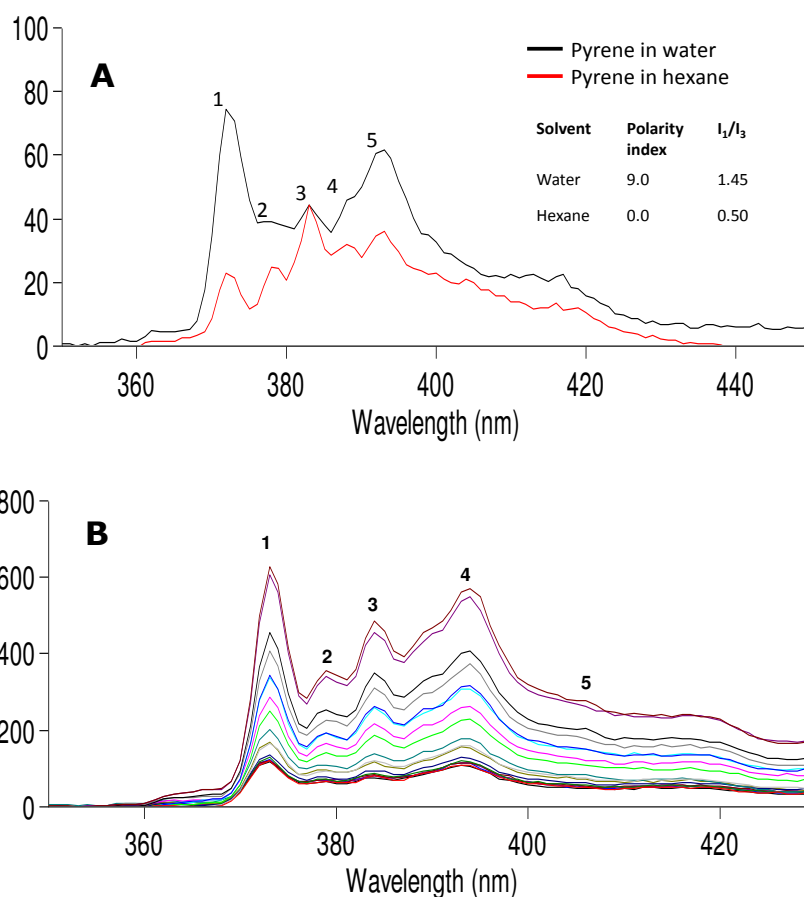 100
A
80
60
40
20
0
1
2
3
4
5
Pyrene in water
Pyrene in hexane
Solvent Polarity index I₁/I₃
Water 9.0 1.45
Hexane 0.0 0.50
360 380 400 420 440
Wavelength (nm)
800
B
600
400
200
0
1
2
3
4
5
360 380 400 420
Wavelength (nm)